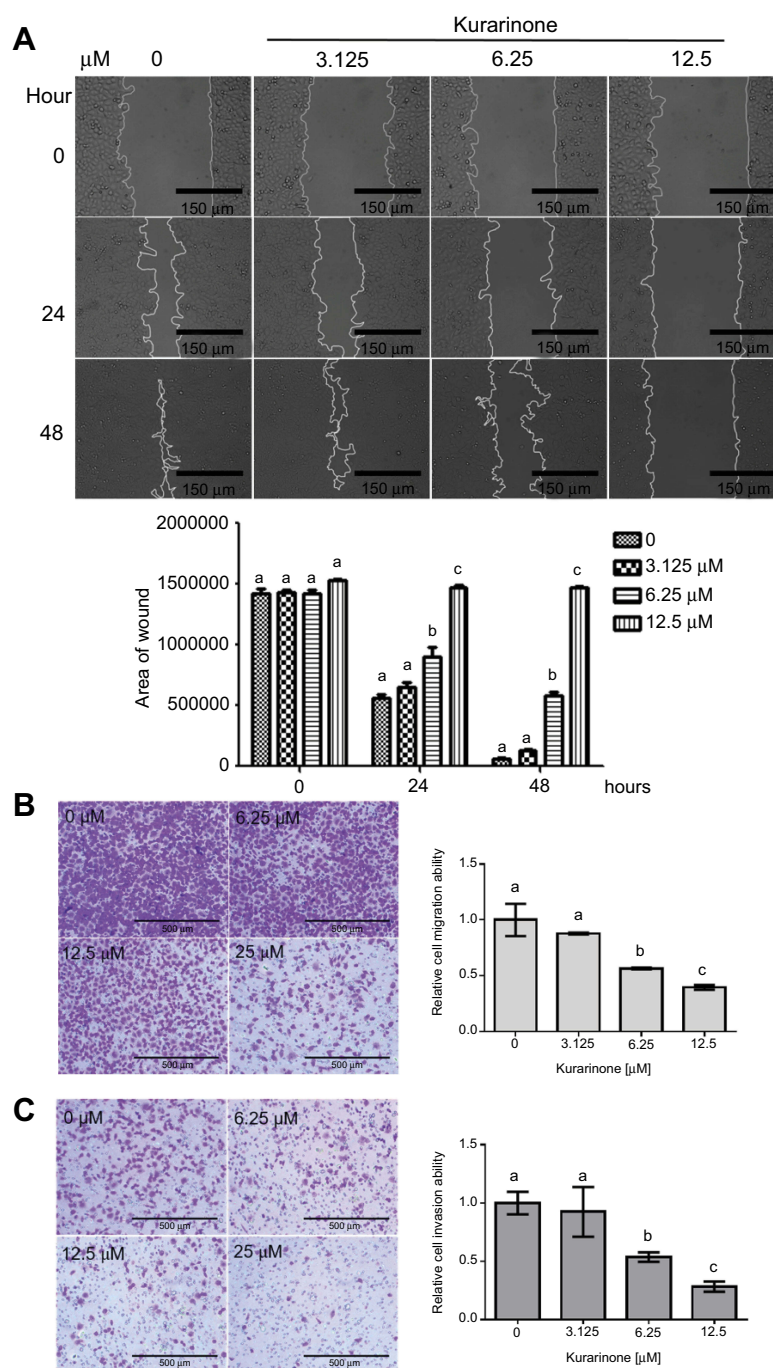 A
Kurarinone
µM 0 3.125 6.25 12.5
Hour
0
150 µm 150 µm 150 µm 150 µm
24
150 µm 150 µm 150 µm 150 µm
48
150 µm 150 µm 150 µm 150 µm
2000000
1500000
1000000
500000
0
Area of wound
a a a a
a a b c
a a b c
0
3.125 µM
6.25 µM
12.5 µM
0 24 48 hours
B
0 µM 6.25 µM
500 µm 500 µm
12.5 µM 25 µM
500 µm 500 µm
Relative cell migration ability
1.5
1.0
0.5
0.0
a a b c
0 3.125 6.25 12.5
Kurarinone [µM]
C
0 µM 6.25 µM
500 µm 500 µm
12.5 µM 25 µM
500 µm 500 µm
Relative cell invasion ability
1.5
1.0
0.5
0.0
a a b c
0 3.125 6.25 12.5
Kurarinone [µM]